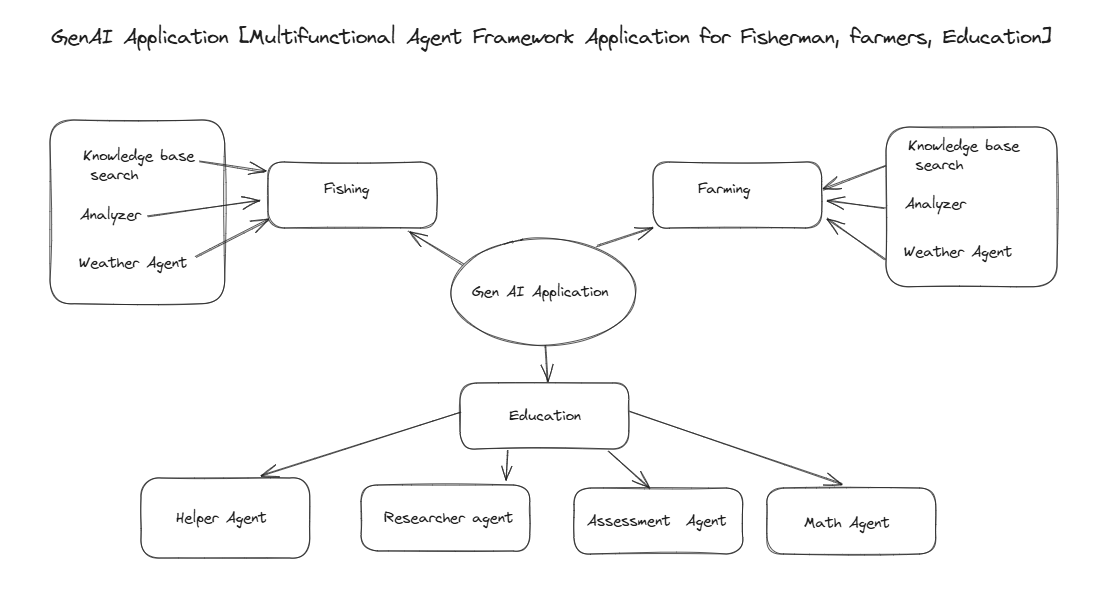 GenAI Application [Multifunctional Agent Framework Application for Fisherman, farmers, Education]
Knowledge base
search
Analyzer
Weather Agent
Fishing
Farming
Knowledge base
search
Analyzer
Weather Agent
Gen AI Application
Education
Helper Agent
Researcher agent
Assessment Agent
Math Agent